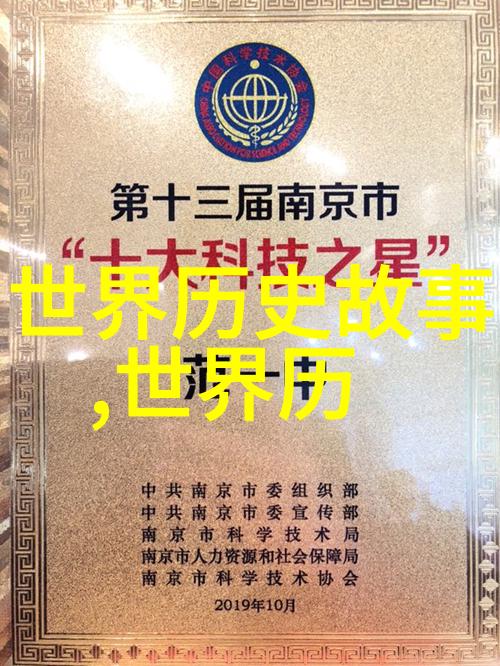 中国科学技术协会
CHINA ASSOCIATION FOR SCIENCE AND TECHNOLOGY
第十三届南京市
“十大科技之星”
世界历史故事
,世界历
中共南京市委组织部
中共南京市委宣传部
南京市科学技术局
南京市人力资源和社会保障局
南京市科学技术协会
2019年10月